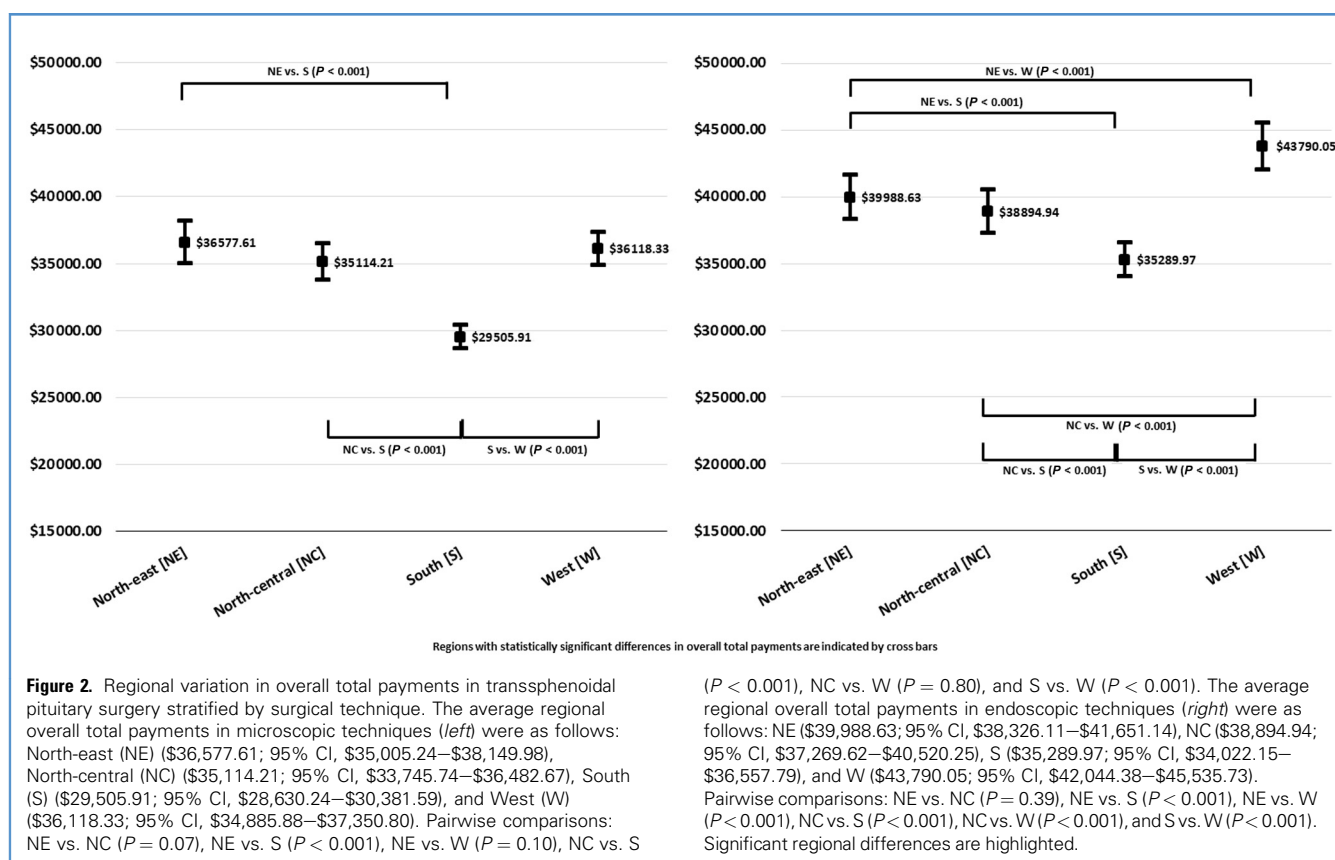 $50000.00
$45000.00
$40000.00
$35000.00
$30000.00
$25000.00
$20000.00
$15000.00
NE vs. S (P < 0.001)
$36577.61
$35114.21
$29505.91
$36118.33
NC vs. S (P < 0.001)
S vs. W (P < 0.001)
North-east [NE]
North-central [NC]
South [S]
West [W]
$50000.00
$45000.00
$40000.00
$35000.00
$30000.00
$25000.00
$20000.00
$15000.00
NE vs. W (P < 0.001)
NE vs. S (P < 0.001)
$39988.63
$38894.94
$35289.97
$43790.05
NC vs. W (P < 0.001)
NC vs. S (P < 0.001)
S vs. W (P < 0.001)
North-east [NE]
North-central [NC]
South [S]
West [W]
Regions with statistically significant differences in overall total payments are indicated by cross bars
Figure 2. Regional variation in overall total payments in transsphenoidal
pituitary surgery stratified by surgical technique. The average regional
overall total payments in microscopic techniques (left) were as follows:
North-east (NE) ($36,577.61; 95% CI, $35,005.24–$38,149.98),
North-central (NC) ($35,114.21; 95% CI, $33,745.74–$36,482.67), South
(S) ($29,505.91; 95% CI, $28,630.24–$30,381.59), and West (W)
($36,118.33; 95% CI, $34,885.88–$37,350.80). Pairwise comparisons:
NE vs. NC (P = 0.07), NE vs. S (P < 0.001), NE vs. W (P = 0.10), NC vs. S
(P < 0.001), NC vs. W (P = 0.80), and S vs. W (P < 0.001). The average
regional overall total payments in endoscopic techniques (right) were as
follows: NE ($39,988.63; 95% CI, $38,326.11–$41,651.14), NC ($38,894.94;
95% CI, $37,269.62–$40,520.25), S ($35,289.97; 95% CI, $34,022.15–
$36,557.79), and W ($43,790.05; 95% CI, $42,044.38–$45,535.73).
Pairwise comparisons: NE vs. NC (P = 0.39), NE vs. S (P < 0.001), NE vs. W
(P < 0.001), NC vs. S (P < 0.001), NC vs. W (P < 0.001), and S vs. W (P < 0.001).
Significant regional differences are highlighted.